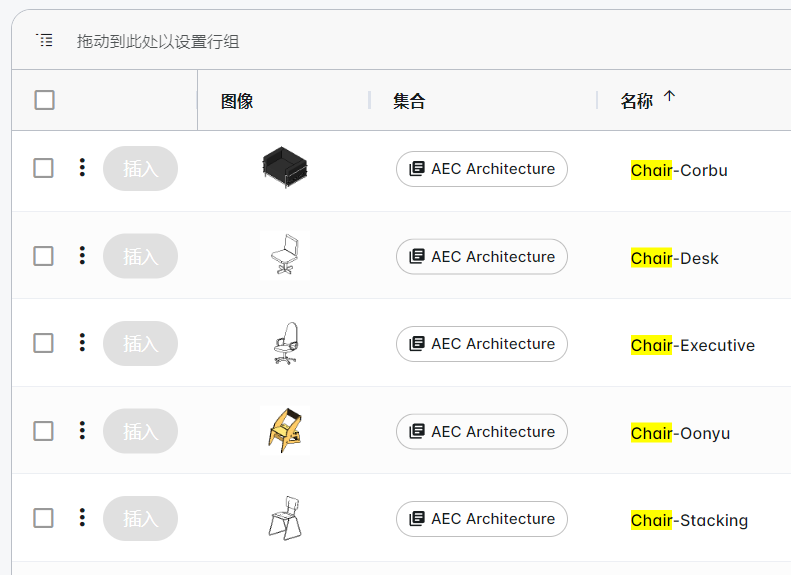 拖动到此处以设置行组
图像 集合 名称
插入 AEC Architecture Chair-Corbu
插入 AEC Architecture Chair-Desk
插入 AEC Architecture Chair-Executive
插入 AEC Architecture Chair-Oonyu
插入 AEC Architecture Chair-Stacking